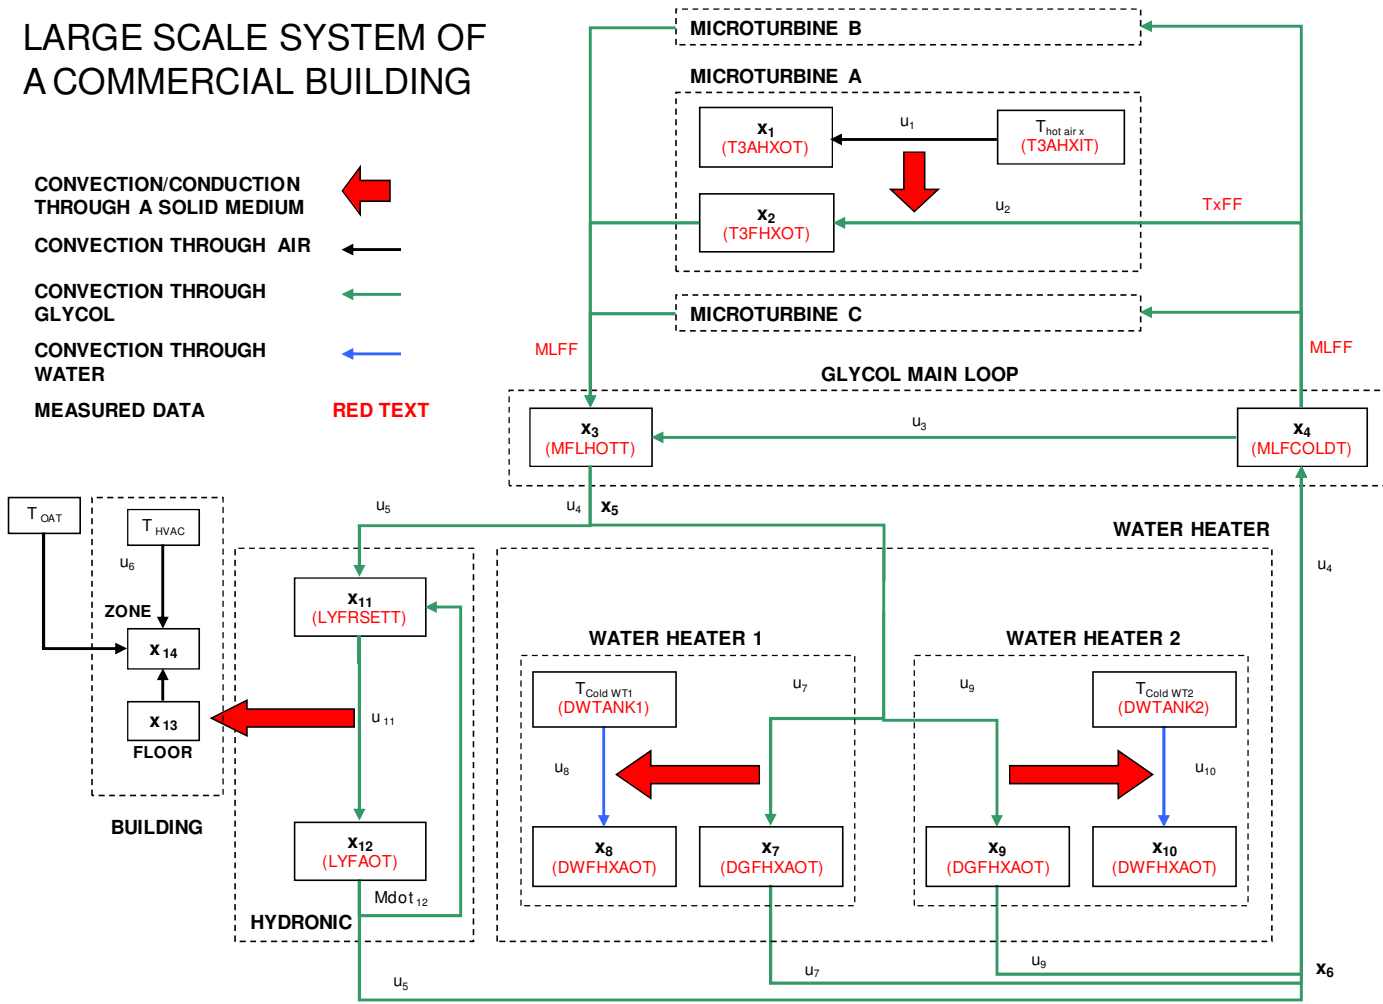 LARGE SCALE SYSTEM OF
A COMMERCIAL BUILDING
CONVECTION/CONDUCTION
THROUGH A SOLID MEDIUM
CONVECTION THROUGH AIR
CONVECTION THROUGH
GLYCOL
CONVECTION THROUGH
WATER
MEASURED DATA RED TEXT
MICROTURBINE B
MICROTURBINE A
x1
(T3AHXOT)
u1
Thot air x
(T3AHXIT)
x2
(T3FHXOT)
u2
TxFF
MICROTURBINE C
MLFF
MLFF
GLYCOL MAIN LOOP
x3
(MFLHOTT)
u3
x4
(MLFCOLDT)
u5
u4
x5
WATER HEATER
u4
T OAT
T HVAC
u6
ZONE
x14
x13
FLOOR
BUILDING
x11
(LYFRSETT)
u11
x12
(LYFAOT)
Mdot 12
HYDRONIC
WATER HEATER 1
TCold WT1
(DWTANK1)
u7
u8
x8
(DWFHXAOT)
x7
(DGFHXAOT)
WATER HEATER 2
u9
TCold WT2
(DWTANK2)
u10
x9
(DGFHXAOT)
x10
(DWFHXAOT)
u5
u7
u9
x6